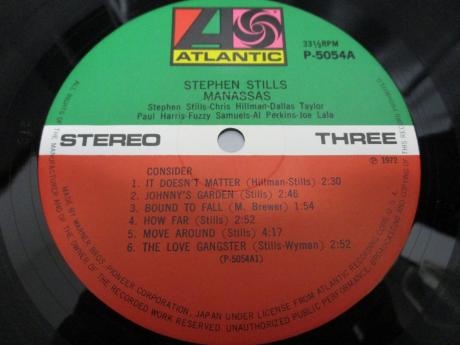 ATLANTIC
33⅓RPM
P-5054A
STEPHEN STILLS
MANASSAS
Stephen Stills-Chris Hillman-Dallas Taylor
Paul Harris-Fuzzy Samuels-Al Perkins-Joe Lala
STEREO THREE
℗ 1972
CONSIDER
1. IT DOESN'T MATTER (Hillman-Stills) 2:30
2. JOHNNY'S GARDEN (Stills) 2:46
3. BOUND TO FALL (M. Brewer) 1:54
4. HOW FAR (Stills) 2:52
5. MOVE AROUND (Stills) 4:17
6. THE LOVE GANGSTER (Stills-Wyman) 2:52
(P-5054A1)
ALL RIGHTS OF THE MANUFACTURER AND OF THE OWNER OF THE RECORDED WORK RESERVED UNAUTHORIZED PUBLIC PERFORMANCE, BROADCASTING AND COPYING OF THIS RECORD
MANUFACTURED BY WARNER BROS. PIONEER CORPORATION, JAPAN UNDER LICENSE FROM ATLANTIC RECORDING CORP.